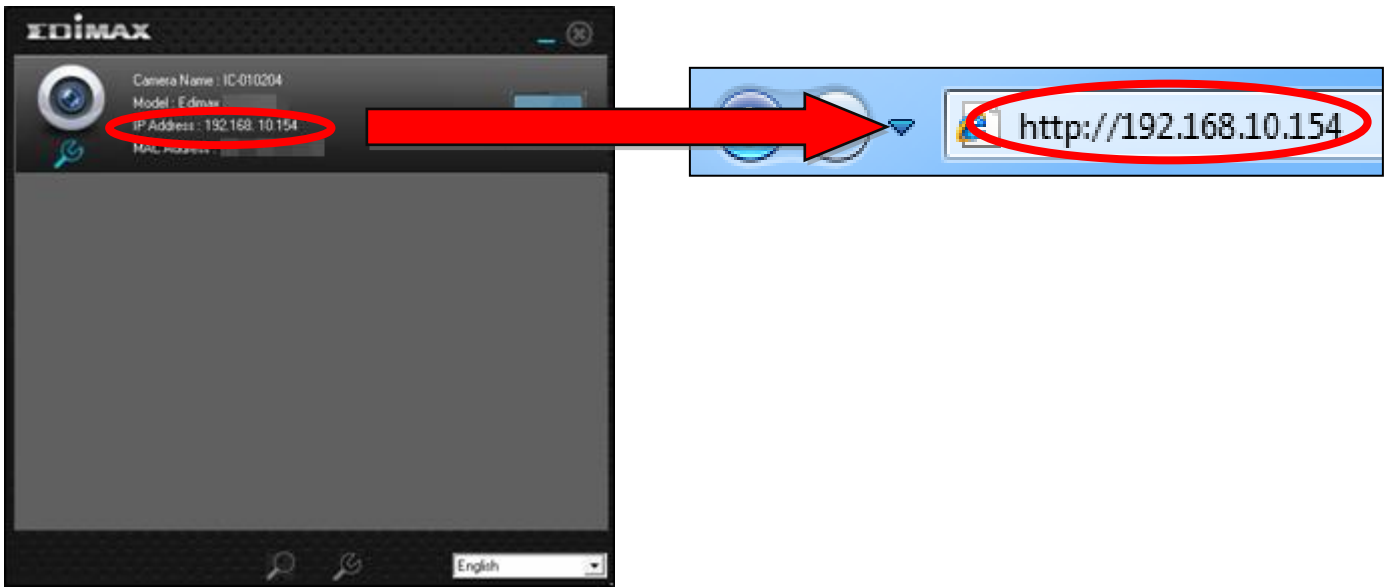 EDIMAX
Camera Name : IC-010204
Model : Edimax
IP Address : 192.168. 10.154
MAC Address :
English
http://192.168.10.154